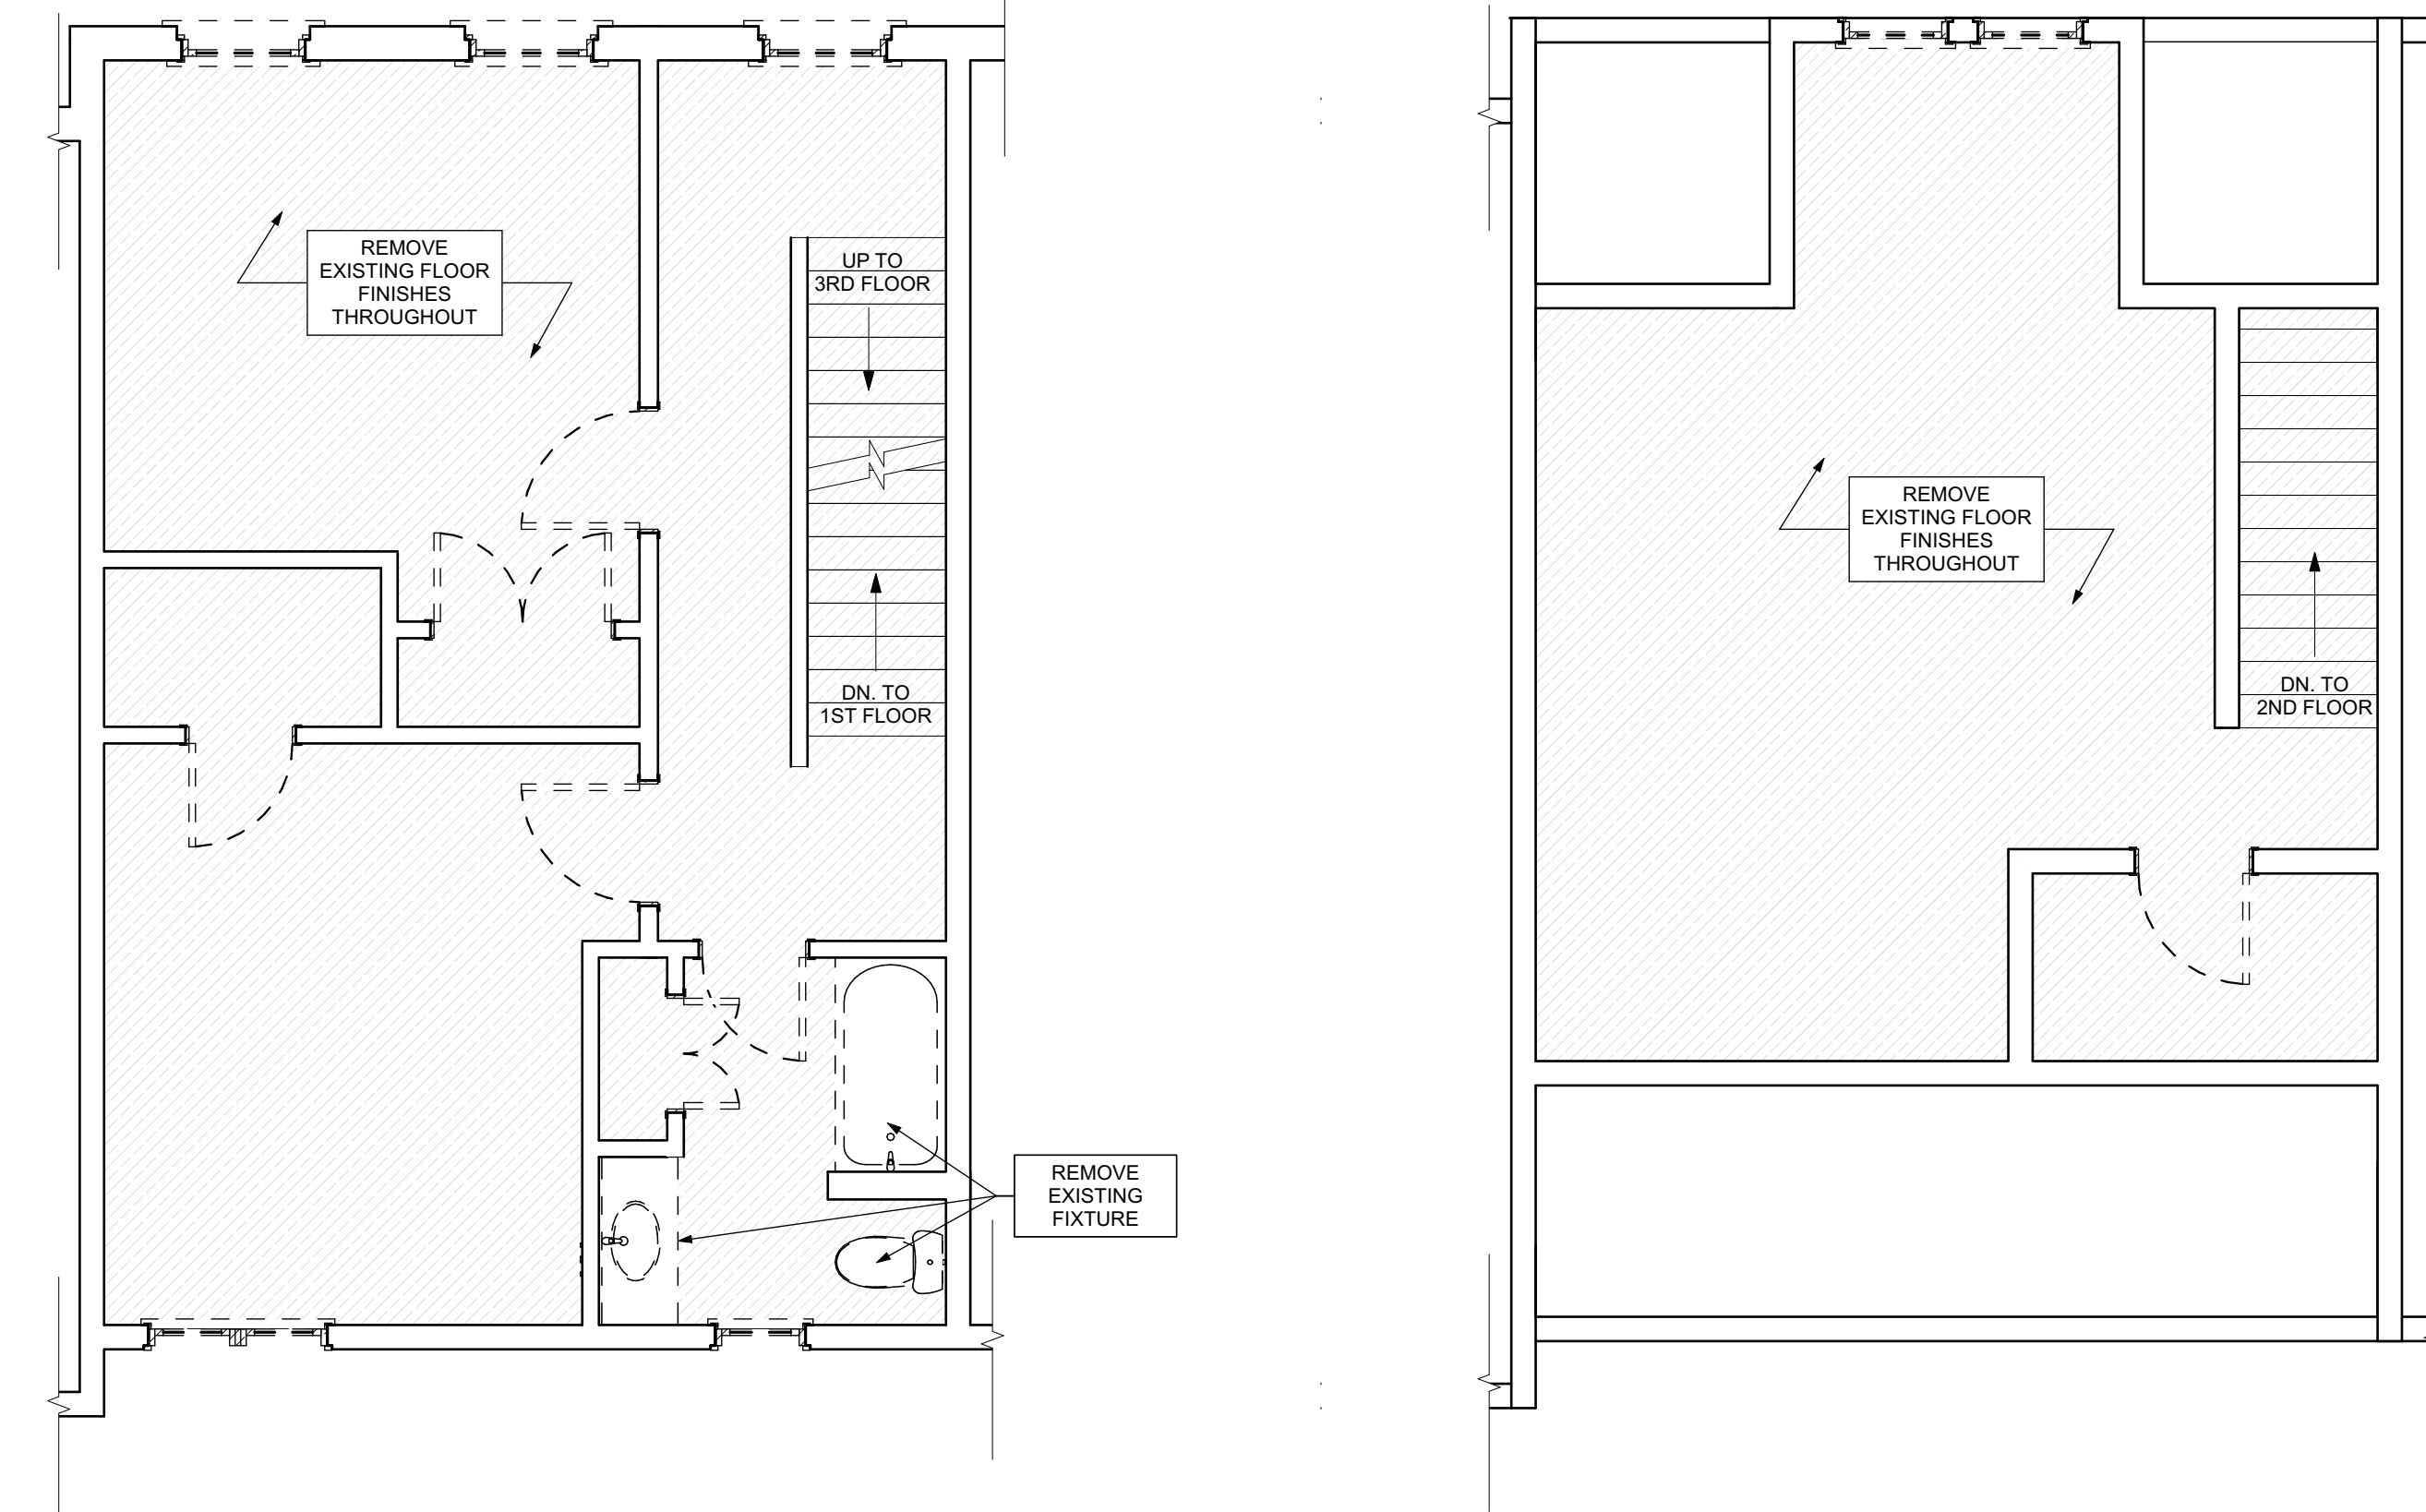 REMOVE
EXISTING FLOOR
FINISHES
THROUGHOUT
UP TO
3RD FLOOR
DN. TO
1ST FLOOR
REMOVE
EXISTING
FIXTURE
REMOVE
EXISTING FLOOR
FINISHES
THROUGHOUT
DN. TO
2ND FLOOR